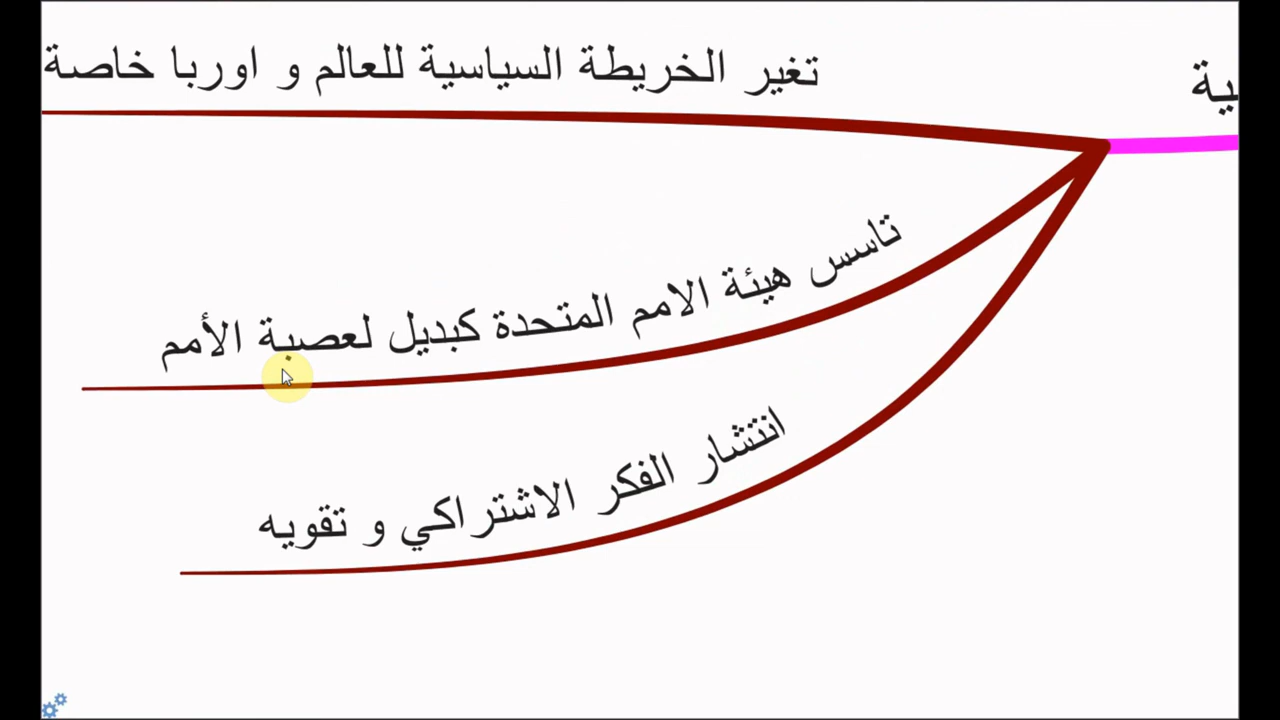 تغير الخريطة السياسية للعالم و اوربا خاصة
تاسس هيئة الامم المتحدة كبديل لعصبة الأمم
انتشار الفكر الاشتراكي و تقويه